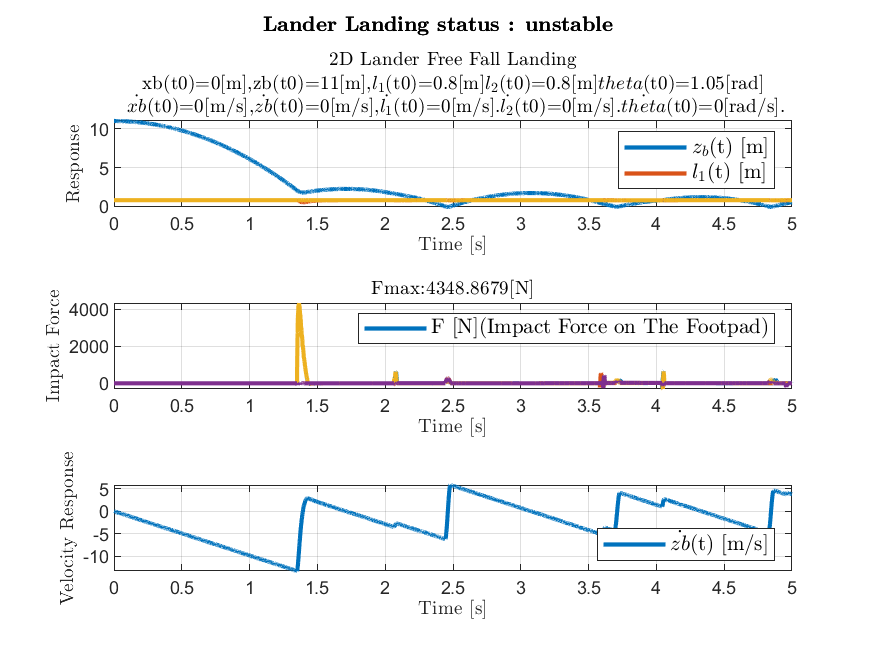 Lander Landing status : unstable
2D Lander Free Fall Landing
xb(t0)=0[m],zb(t0)=11[m],l₁(t0)=0.8[m]l₂(t0)=0.8[m]theta(t0)=1.05[rad]
ẋb(t0)=0[m/s],żb(t0)=0[m/s],l̇₁(t0)=0[m/s].l̇₂(t0)=0[m/s].thėta(t0)=0[rad/s].
Response
10
5
0
z_b(t) [m]
l₁(t) [m]
0 0.5 1 1.5 2 2.5 3 3.5 4 4.5 5
Time [s]
Fmax:4348.8679[N]
Impact Force
4000
2000
0
F [N](Impact Force on The Footpad)
0 0.5 1 1.5 2 2.5 3 3.5 4 4.5 5
Time [s]
Velocity Response
5
0
-5
-10
żb(t) [m/s]
0 0.5 1 1.5 2 2.5 3 3.5 4 4.5 5
Time [s]